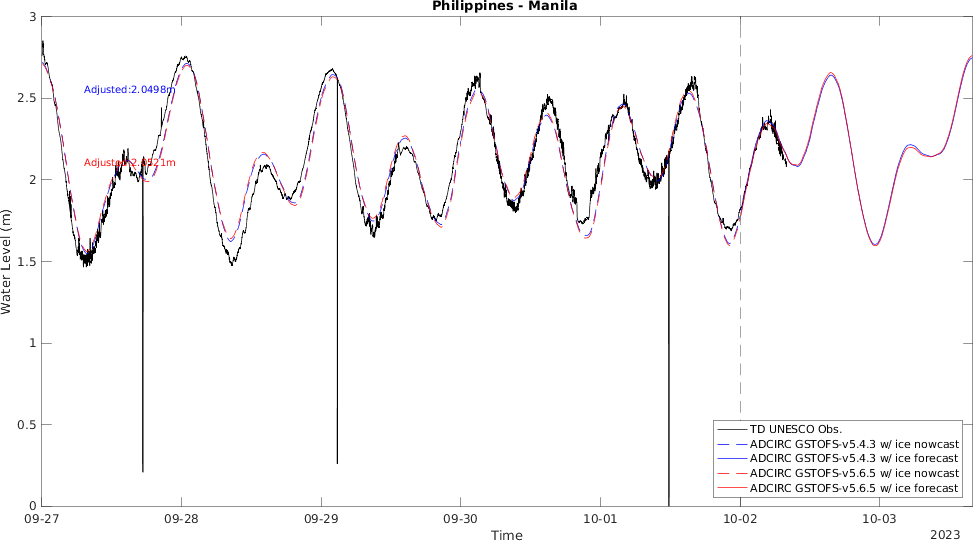 Philippines - Manila
3
2.5
2
1.5
1
0.5
0
Water Level (m)
Adjusted:2.0498m
Adjusted:2.0521m
TD UNESCO Obs.
ADCIRC GSTOFS-v5.4.3 w/ ice nowcast
ADCIRC GSTOFS-v5.4.3 w/ ice forecast
ADCIRC GSTOFS-v5.6.5 w/ ice nowcast
ADCIRC GSTOFS-v5.6.5 w/ ice forecast
09-27 09-28 09-29 09-30 10-01 10-02 10-03
Time
2023